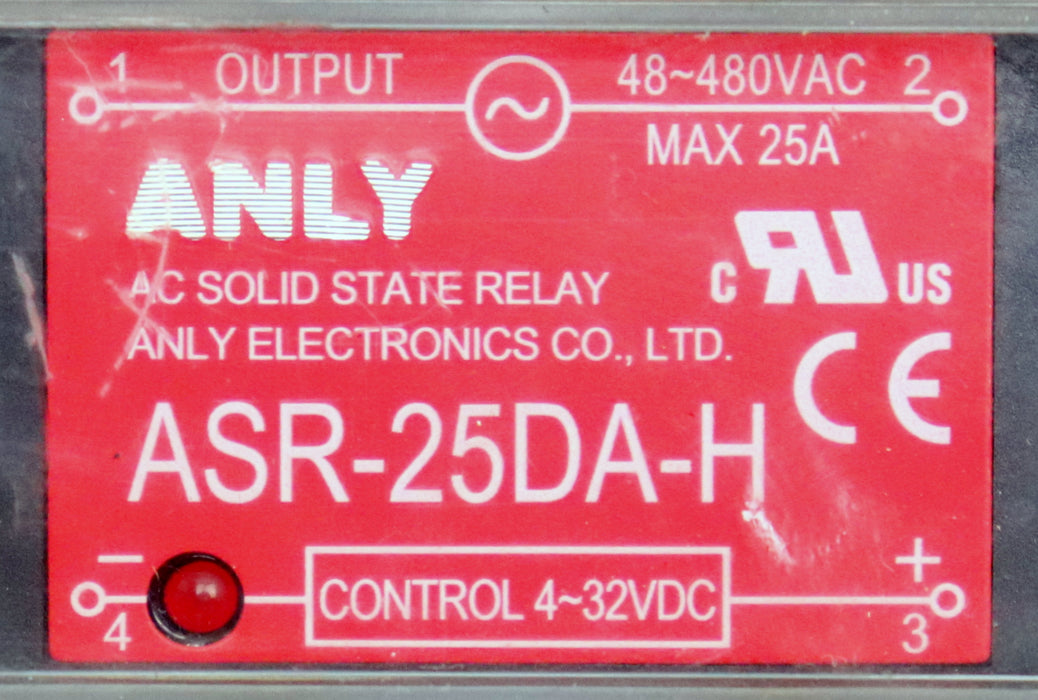 1 OUTPUT ~ 48~480VAC 2
MAX 25A
ANLY
AC SOLID STATE RELAY
ANLY ELECTRONICS CO., LTD.
c RU US
CE
ASR-25DA-H
− +
4 CONTROL 4~32VDC 3